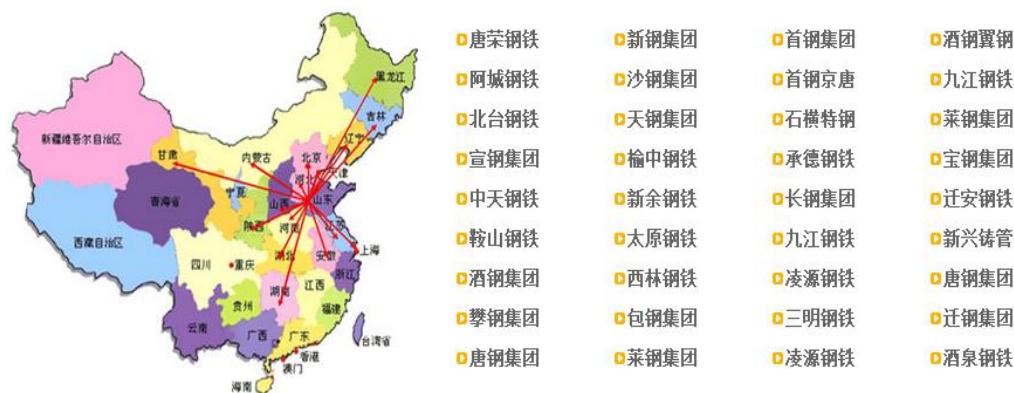 黑龙江
吉林
辽宁
新疆维吾尔自治区
甘肃
内蒙古
北京
天津
河北
宁夏
山西
山东
青海省
陕西
河南
江苏
西藏自治区
上海
四川
重庆
湖北
安徽
浙江
湖南
江西
贵州
福建
云南
广西
广东
台湾省
香港
澳门
海南
唐荣钢铁 新钢集团 首钢集团 酒钢翼钢
阿城钢铁 沙钢集团 首钢京唐 九江钢铁
北台钢铁 天钢集团 石横特钢 莱钢集团
宣钢集团 榆中钢铁 承德钢铁 宝钢集团
中天钢铁 新余钢铁 长钢集团 迁安钢铁
鞍山钢铁 太原钢铁 九江钢铁 新兴铸管
酒钢集团 西林钢铁 凌源钢铁 唐钢集团
攀钢集团 包钢集团 三明钢铁 迁钢集团
唐钢集团 莱钢集团 凌源钢铁 酒泉钢铁